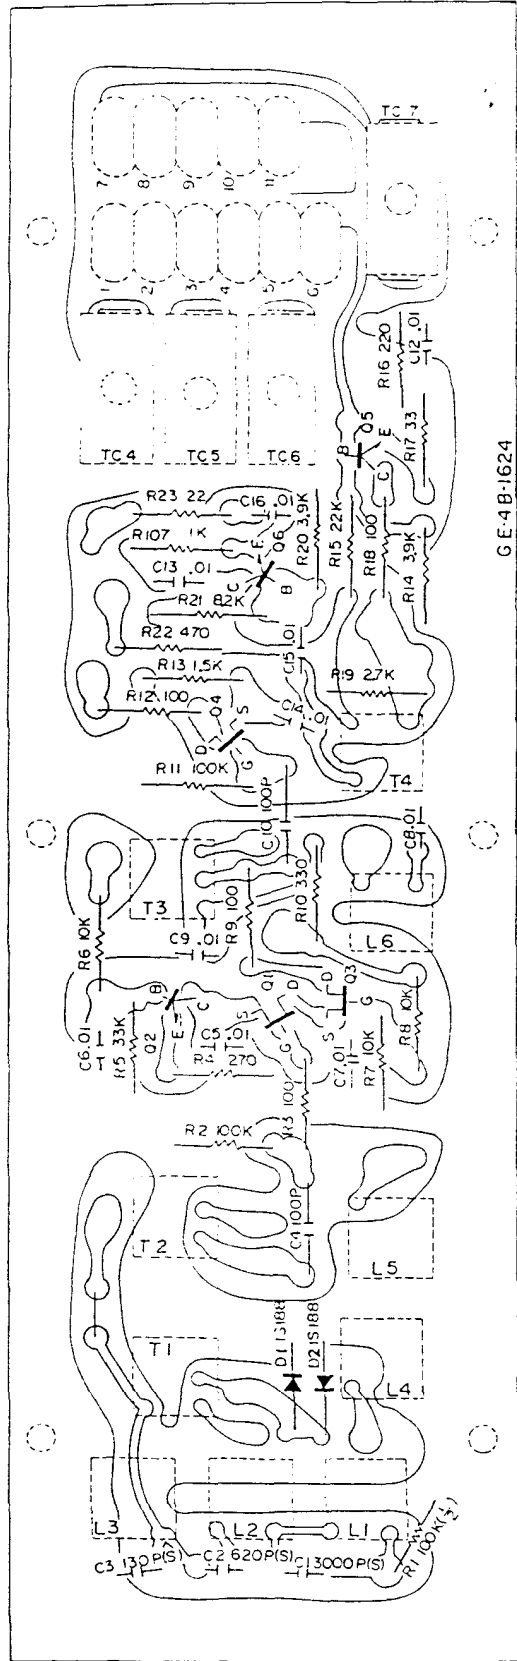 TC 7
7
8
9
10
11
1
2
3
4
5
G
TC4
TC5
TC6
R16 220
C12 .01
B
Q5
E
C
R17 33
R23 22
C16 .01
R107 1K
E
Q6
C
B
C13 .01
R20 3.9K
R15 22K
R18 100
R14 3.9K
R21 8.2K
R22 470
C15 .01
R13 1.5K
R19 2.7K
R12 100
Q4
S
D
G
C14 .01
R11 100K
T4
C10 100P
C8 .01
T3
R6 10K
C9 .01
R9 100
R10 330
L6
B
Q2
E
C
Q1
D
S
G
D
Q3
G
S
C6 .01
R5 33K
C5 .01
R4 270
C7 .01
R7 10K
R8 10K
R3 100
R2 100K
T2
C4 100P
L5
T1
D1 1S188
D2 1S188
L4
L3
L2
L1
C3 130P(S)
C2 620P(S)
C1 3000P(S)
R1 100K(½)
GE-4B-1624